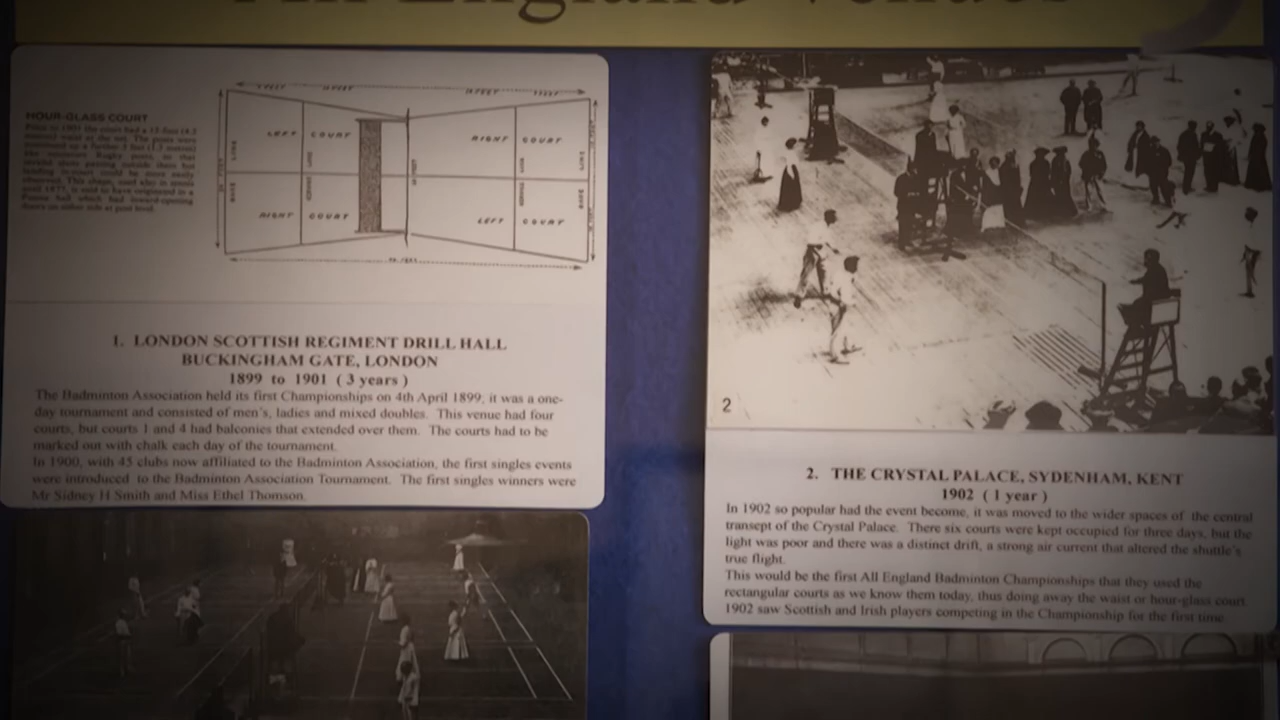 All England Venues
HOUR-GLASS COURT
LEFT COURT
RIGHT COURT
RIGHT COURT
LEFT COURT
1. LONDON SCOTTISH REGIMENT DRILL HALL
BUCKINGHAM GATE, LONDON
1899 to 1901 ( 3 years )
The Badminton Association held its first Championships on 4th April 1899, it was a one-
day tournament and consisted of men's, ladies and mixed doubles. This venue had four
courts, but courts 1 and 4 had balconies that extended over them. The courts had to be
marked out with chalk each day of the tournament.
In 1900, with 45 clubs now affiliated to the Badminton Association, the first singles events
were introduced to the Badminton Association Tournament. The first singles winners were
Mr Sidney H Smith and Miss Ethel Thomson.
2
2. THE CRYSTAL PALACE, SYDENHAM, KENT
1902 ( 1 year )
In 1902 so popular had the event become, it was moved to the wider spaces of the central
transept of the Crystal Palace. There six courts were kept occupied for three days, but the
light was poor and there was a distinct drift, a strong air current that altered the shuttle's
true flight.
This would be the first All England Badminton Championships that they used the
rectangular courts as we know them today, thus doing away the waist or hour-glass court
1902 saw Scottish and Irish players competing in the Championship for the first time.